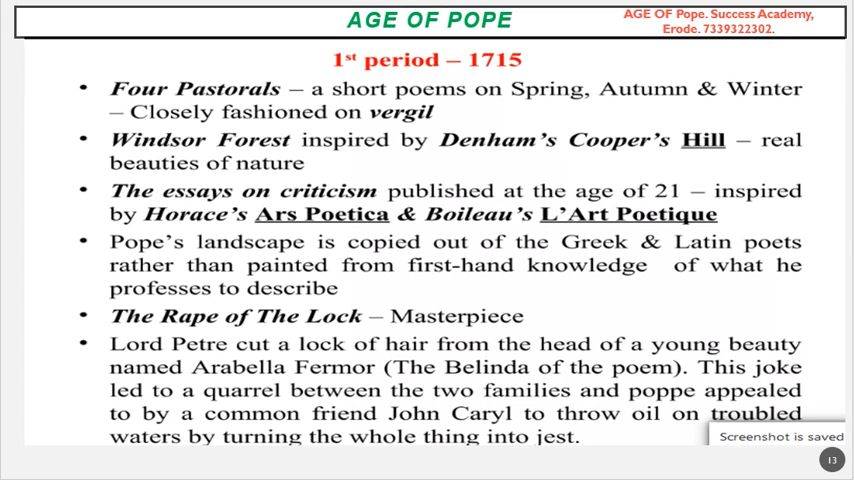 AGE OF POPE
AGE OF Pope. Success Academy,
Erode. 7339322302.
1st period – 1715
• Four Pastorals – a short poems on Spring, Autumn & Winter
– Closely fashioned on vergil
• Windsor Forest inspired by Denham's Cooper's Hill – real
beauties of nature
• The essays on criticism published at the age of 21 – inspired
by Horace's Ars Poetica & Boileau's L'Art Poetique
• Pope's landscape is copied out of the Greek & Latin poets
rather than painted from first-hand knowledge of what he
professes to describe
• The Rape of The Lock – Masterpiece
• Lord Petre cut a lock of hair from the head of a young beauty
named Arabella Fermor (The Belinda of the poem). This joke
led to a quarrel between the two families and poppe appealed
to by a common friend John Caryl to throw oil on troubled
waters by turning the whole thing into jest.
Screenshot is saved
13